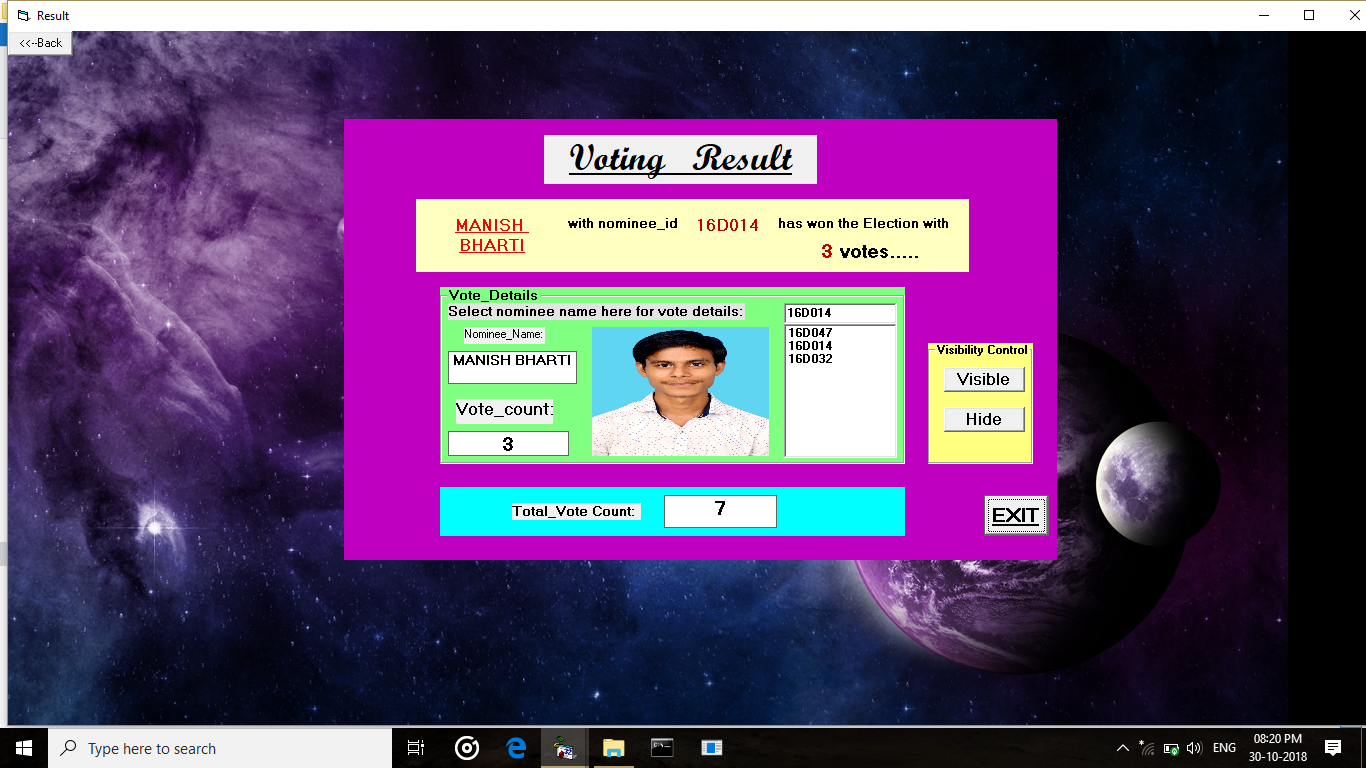 Result
<<-Back
Voting Result
MANISH BHARTI with nominee_id 16D014 has won the Election with
3 votes.....
Vote_Details
Select nominee name here for vote details: 16D014
Nominee_Name:
MANISH BHARTI
Vote_count:
3
16D047
16D014
16D032
Visibility Control
Visible
Hide
Total_Vote Count: 7
EXIT
Type here to search
ENG
08:20 PM
30-10-2018